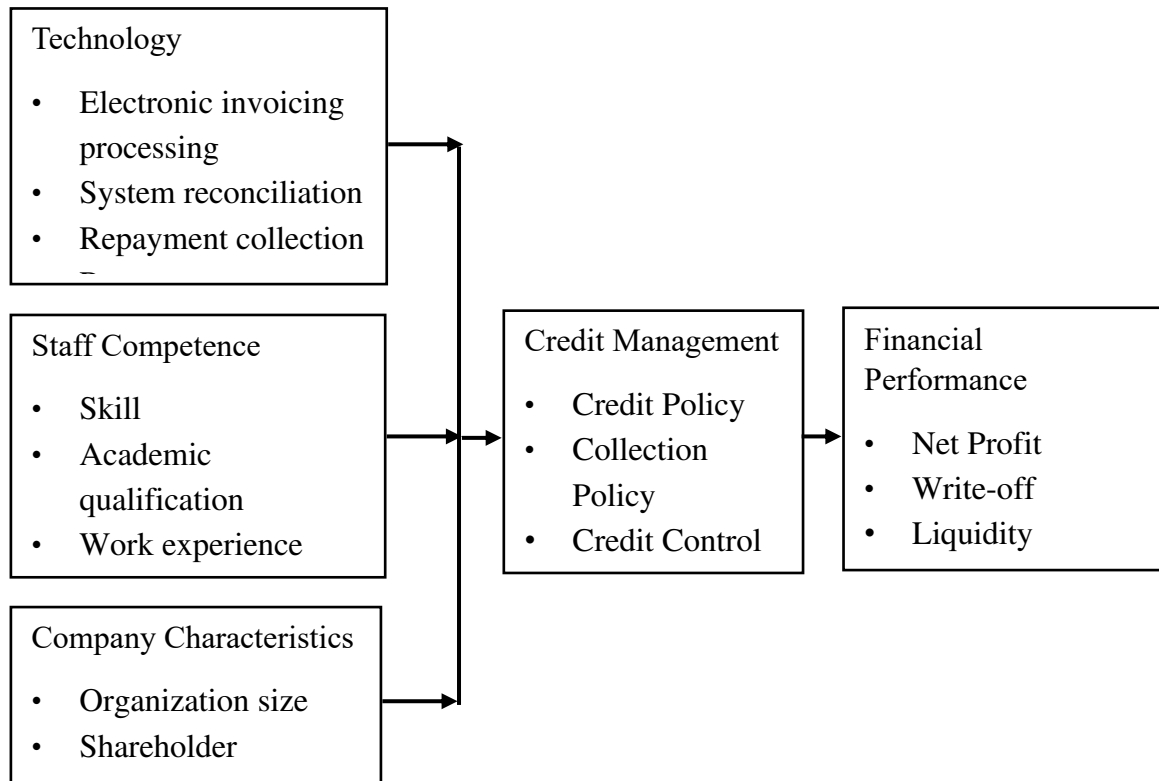 Technology
• Electronic invoicing
processing
• System reconciliation
• Repayment collection
Staff Competence
• Skill
• Academic
qualification
• Work experience
Company Characteristics
• Organization size
• Shareholder
Credit Management
• Credit Policy
• Collection
Policy
• Credit Control
Financial
Performance
• Net Profit
• Write-off
• Liquidity